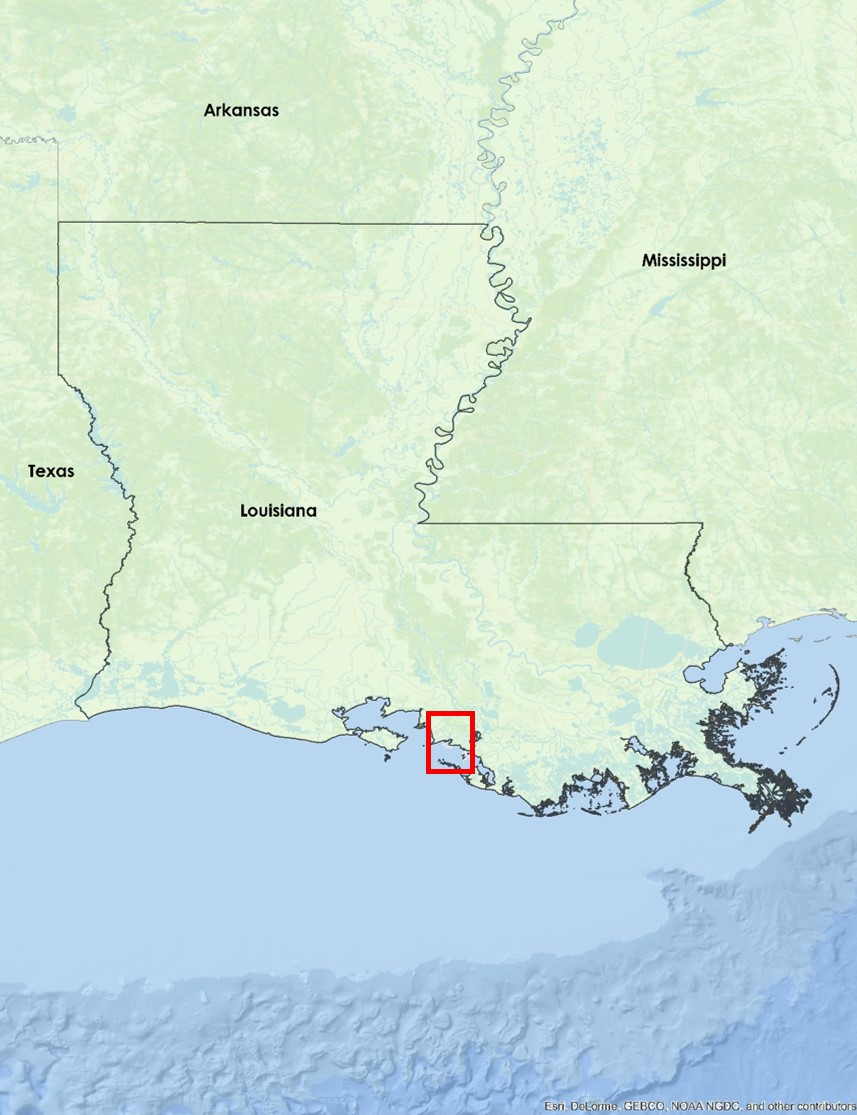 Arkansas
Mississippi
Texas
Louisiana
Esri, DeLorme, GEBCO, NOAA NGDC, and other contributors